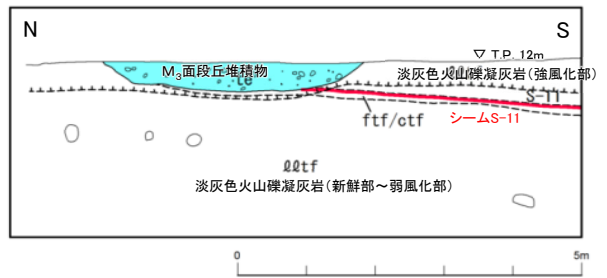 N
S
▽ T.P. 12m
M₃面段丘堆積物
te
淡灰色火山礫凝灰岩(強風化部)
S-11
ftf/ctf
シームS-11
ℓℓtf
淡灰色火山礫凝灰岩(新鮮部～弱風化部)
0
5m